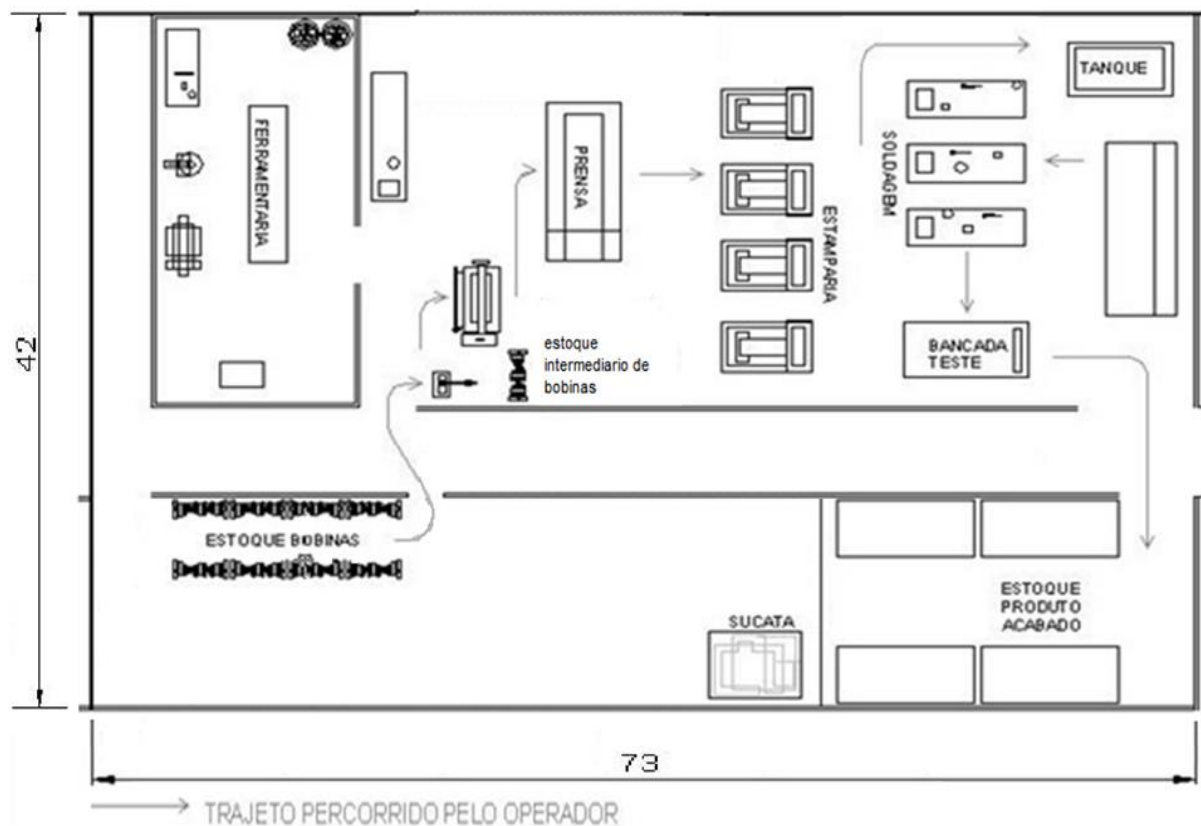 FERRAMENTARIA
PRENSA
ESTAMPARIA
SOLDAGEM
TANQUE
42
estoque
intermediario de
bobinas
BANCADA
TESTE
ESTOQUE BOBINAS
SUCATA
ESTOQUE
PRODUTO
ACABADO
73
TRAJETO PERCORRIDO PELO OPERADOR